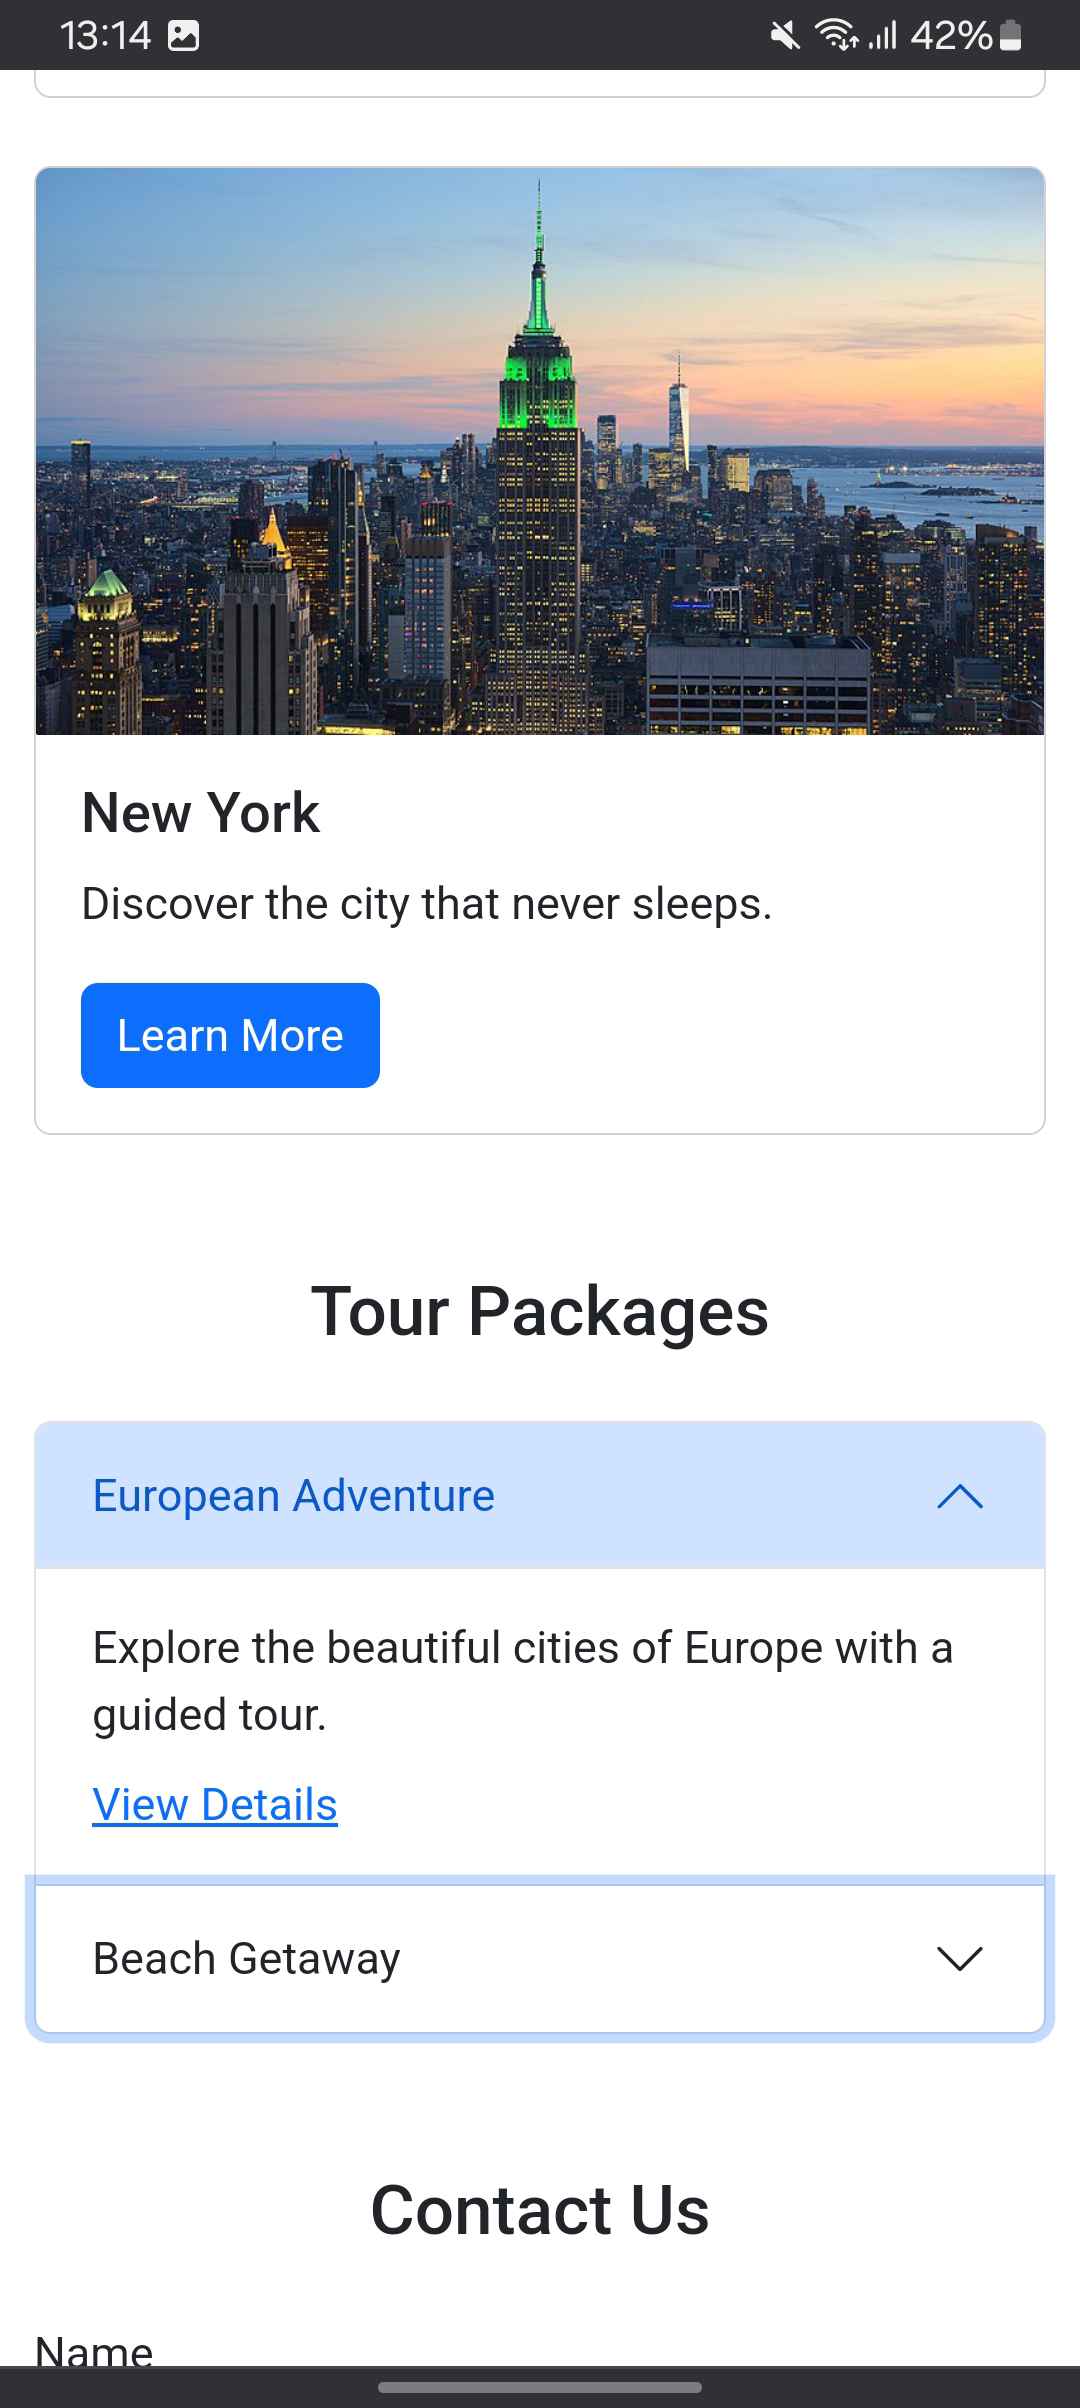 13:14
42%
New York
Discover the city that never sleeps.
Learn More
Tour Packages
European Adventure
Explore the beautiful cities of Europe with a
guided tour.
View Details
Beach Getaway
Contact Us
Name